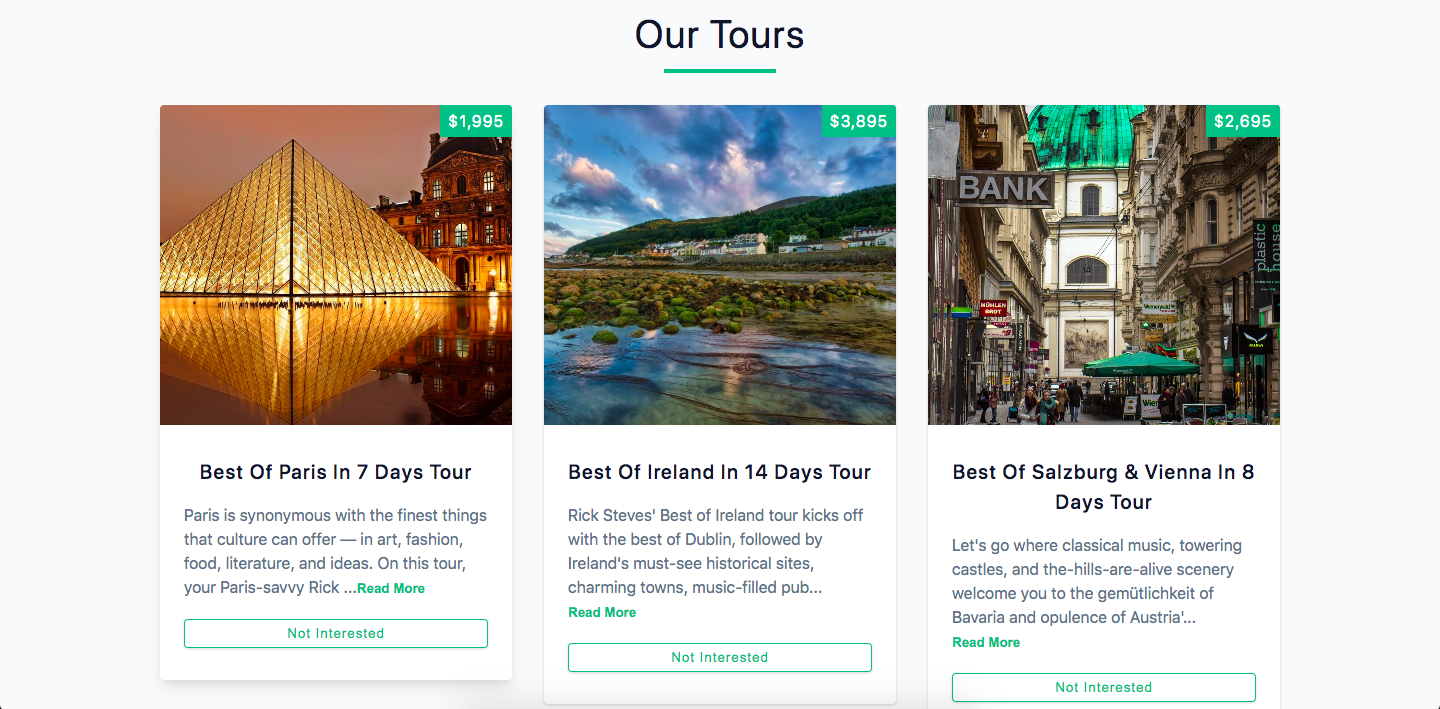 Our Tours
$1,995
Best Of Paris In 7 Days Tour
Paris is synonymous with the finest things
that culture can offer — in art, fashion,
food, literature, and ideas. On this tour,
your Paris-savvy Rick ...Read More
Not Interested
$3,895
Best Of Ireland In 14 Days Tour
Rick Steves' Best of Ireland tour kicks off
with the best of Dublin, followed by
Ireland's must-see historical sites,
charming towns, music-filled pub...
Read More
Not Interested
$2,695
BANK
plastic
house
MÜHLEN
BROT
Wienerwald
Best Of Salzburg & Vienna In 8
Days Tour
Let's go where classical music, towering
castles, and the-hills-are-alive scenery
welcome you to the gemütlichkeit of
Bavaria and opulence of Austria'...
Read More
Not Interested